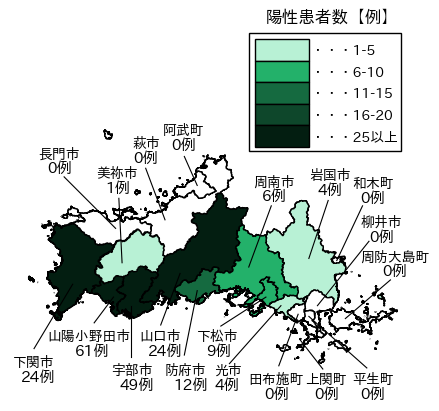 陽性患者数【例】
・・・1-5
・・・6-10
・・・11-15
・・・16-20
・・・25以上
阿武町
0例
萩市
0例
長門市
0例
美祢市
1例
周南市
6例
岩国市
4例
和木町
0例
柳井市
0例
周防大島町
0例
山陽小野田市
61例
山口市
24例
下松市
9例
下関市
24例
宇部市
49例
防府市
12例
光市
4例
田布施町
0例
上関町
0例
平生町
0例